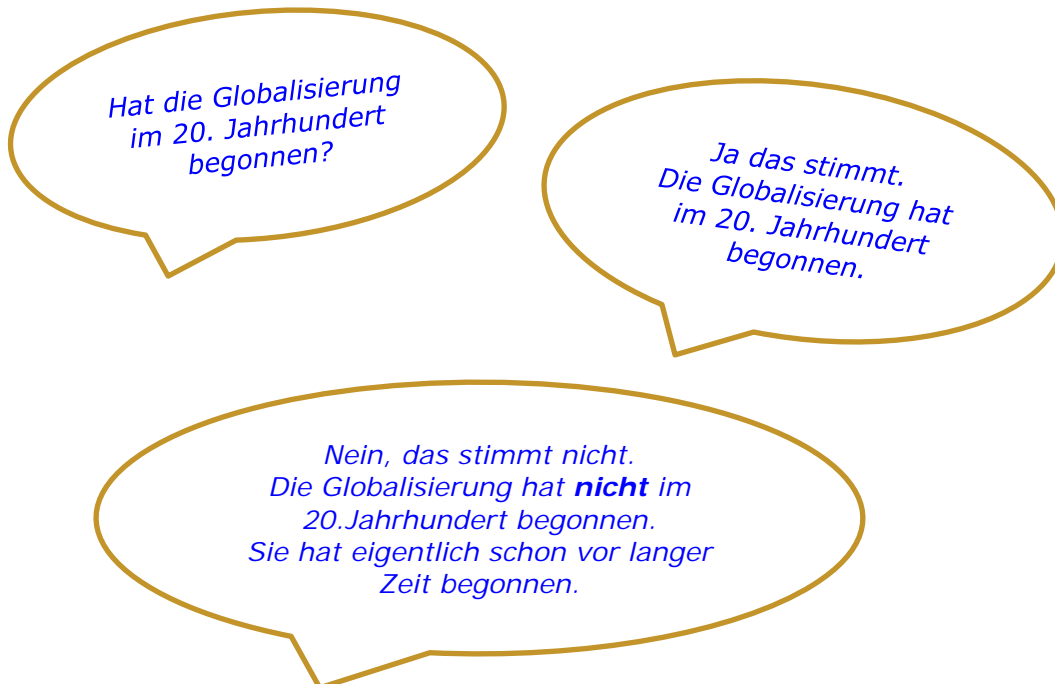 Hat die Globalisierung
im 20. Jahrhundert
begonnen?
Ja das stimmt.
Die Globalisierung hat
im 20. Jahrhundert
begonnen.
Nein, das stimmt nicht.
Die Globalisierung hat nicht im
20.Jahrhundert begonnen.
Sie hat eigentlich schon vor langer
Zeit begonnen.